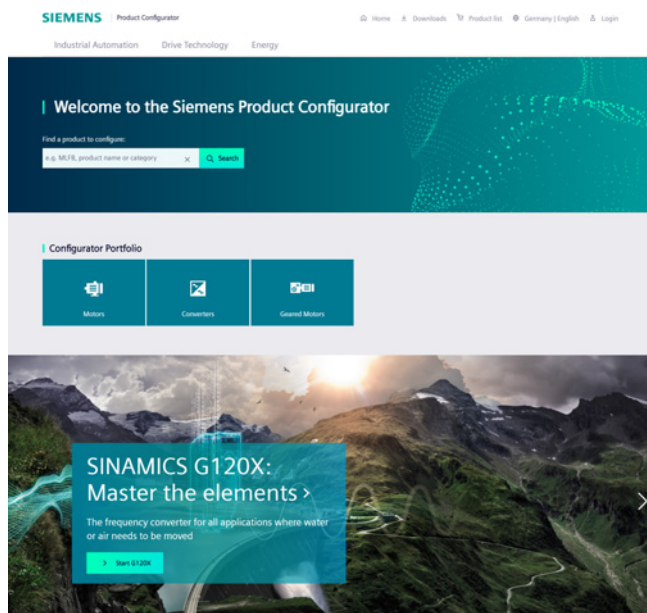 SIEMENS Product Configurator
Home Downloads Product list Germany | English Login
Industrial Automation Drive Technology Energy
Welcome to the Siemens Product Configurator
Find a product to configure:
e.g. MLFB, product name or category × Search
Configurator Portfolio
Motors Converters Geared Motors
SINAMICS G120X:
Master the elements >
The frequency converter for all applications where water
or air needs to be moved
> Start G120X